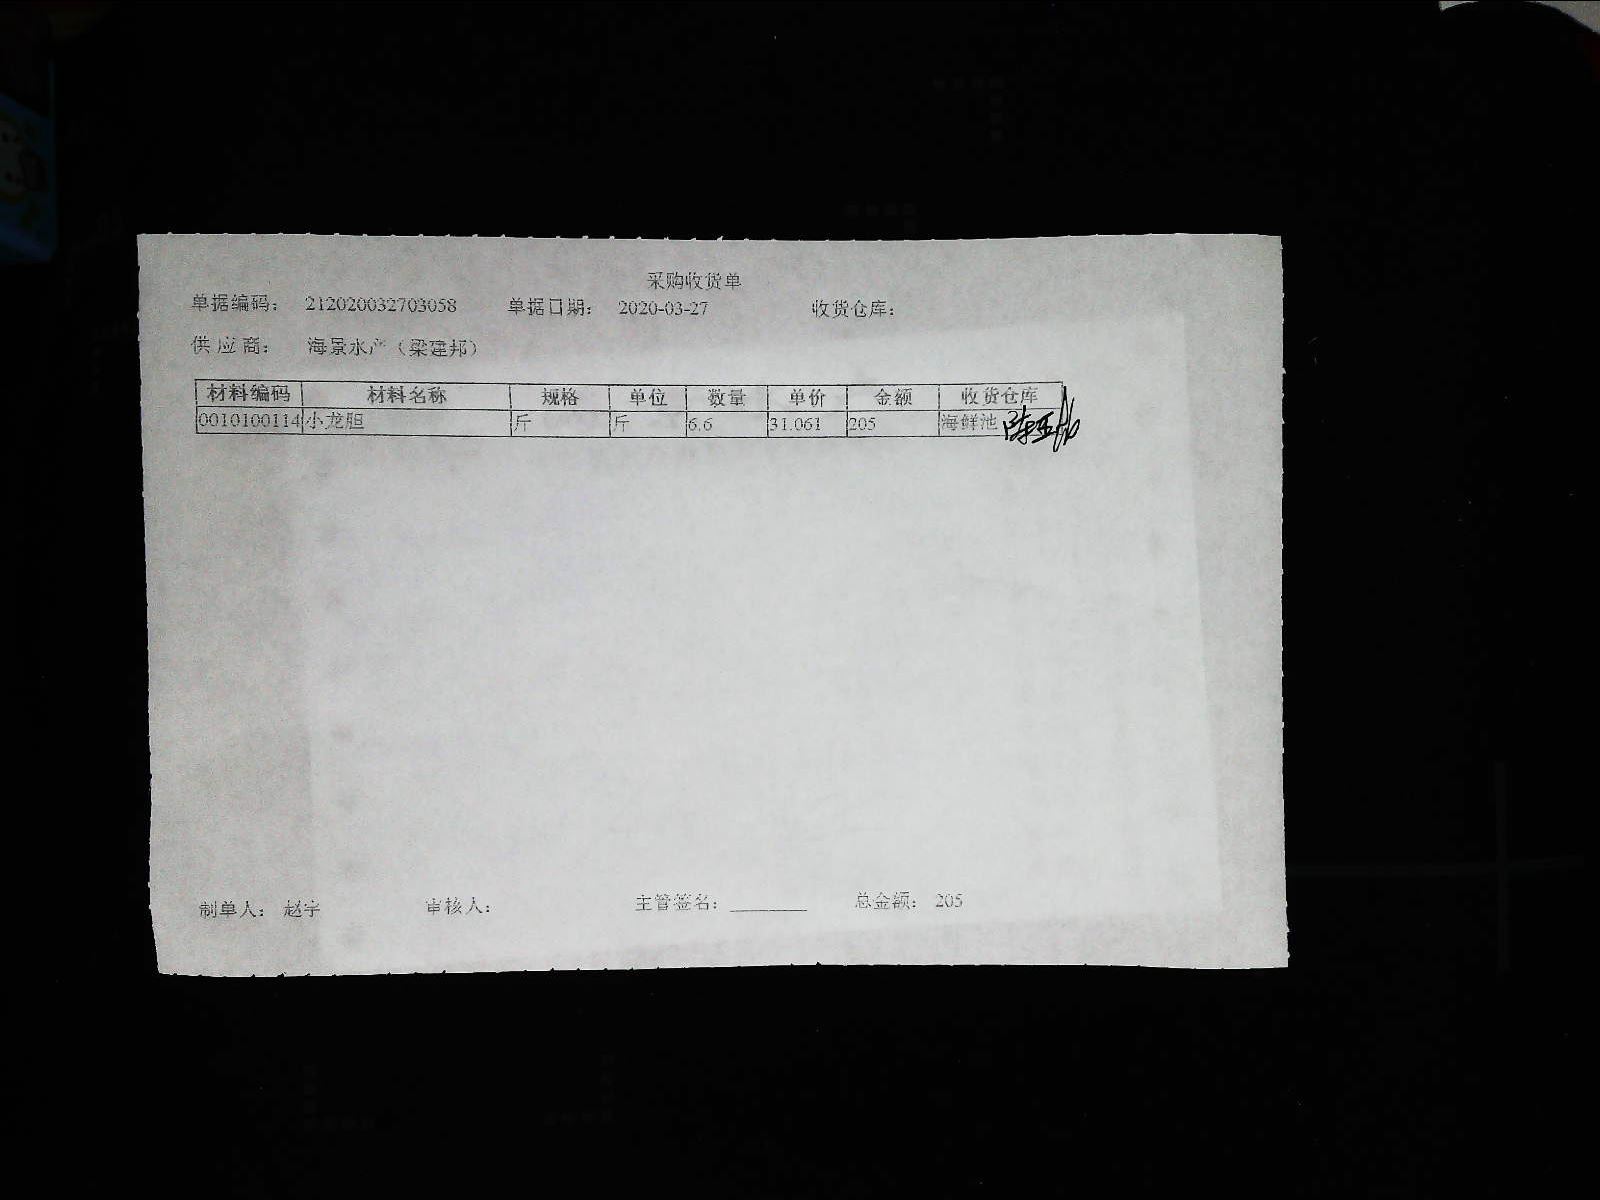 采购收货单
单据编码： 212020032703058 单据日期： 2020-03-27 收货仓库：
供应商： 海景水产（梁建邦）
材料编码 材料名称 规格 单位 数量 单价 金额 收货仓库
0010100114 小龙胆 斤 斤 6.6 31.061 205 海鲜池
制单人： 赵宇 审核人： 主管签名： 总金额： 205